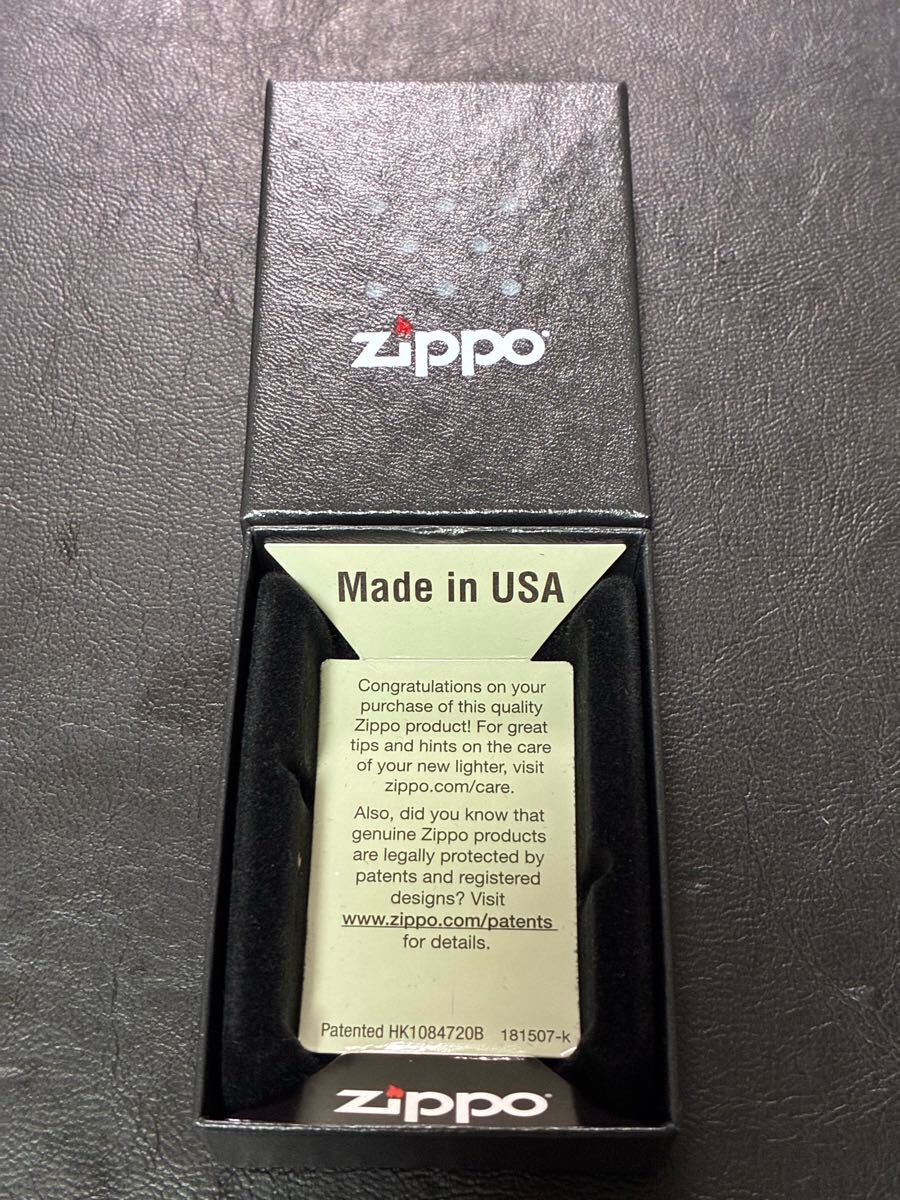 zippo
Made in USA
Congratulations on your
purchase of this quality
Zippo product! For great
tips and hints on the care
of your new lighter, visit
zippo.com/care.
Also, did you know that
genuine Zippo products
are legally protected by
patents and registered
designs? Visit
www.zippo.com/patents
for details.
Patented HK1084720B 181507-k
zippo